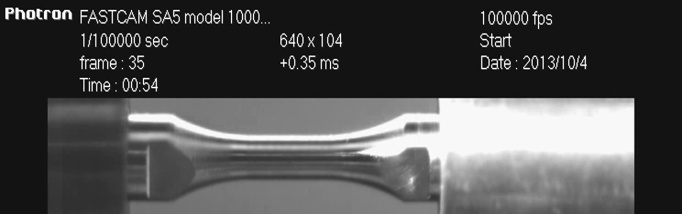 Photron FASTCAM SA5 model 1000... 100000 fps
1/100000 sec 640 x 104 Start
frame : 35 +0.35 ms Date : 2013/10/4
Time : 00:54